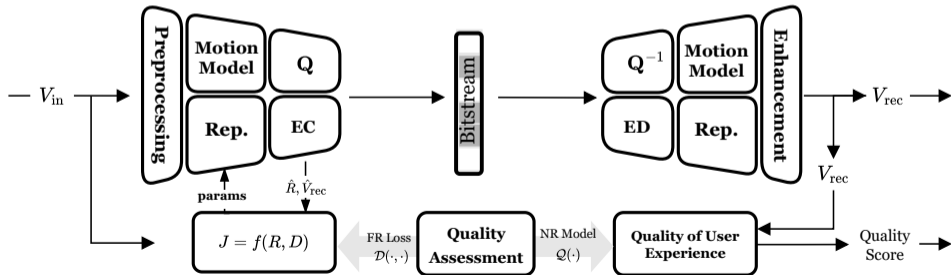 V_in
Preprocessing
Motion
Model
Q
Rep.
EC
Bitstream
Q^{-1}
Motion
Model
ED
Rep.
Enhancement
V_rec
V_rec
params
R̂, V̂_rec
J = f(R, D)
FR Loss
𝒟(·,·)
Quality
Assessment
NR Model
𝒬(·)
Quality of User
Experience
Quality
Score